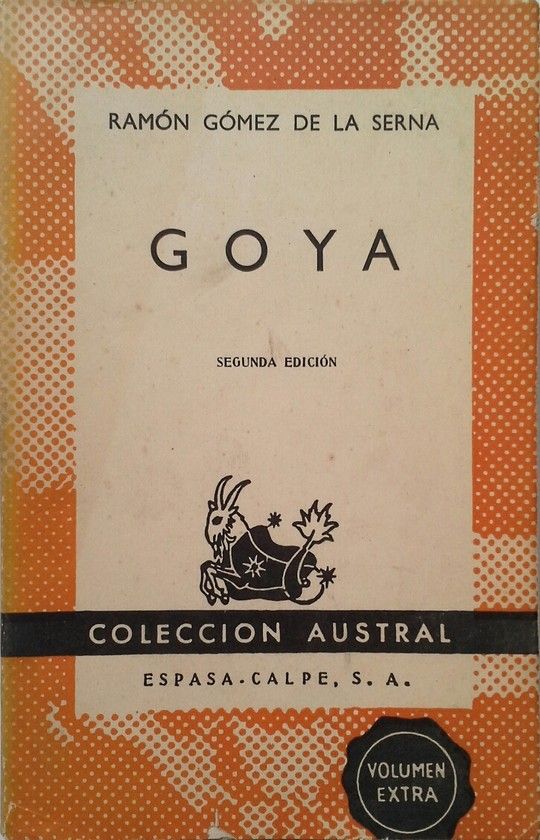 RAMÓN GÓMEZ DE LA SERNA
GOYA
SEGUNDA EDICIÓN
COLECCION AUSTRAL
ESPASA-CALPE, S. A.
VOLUMEN
EXTRA